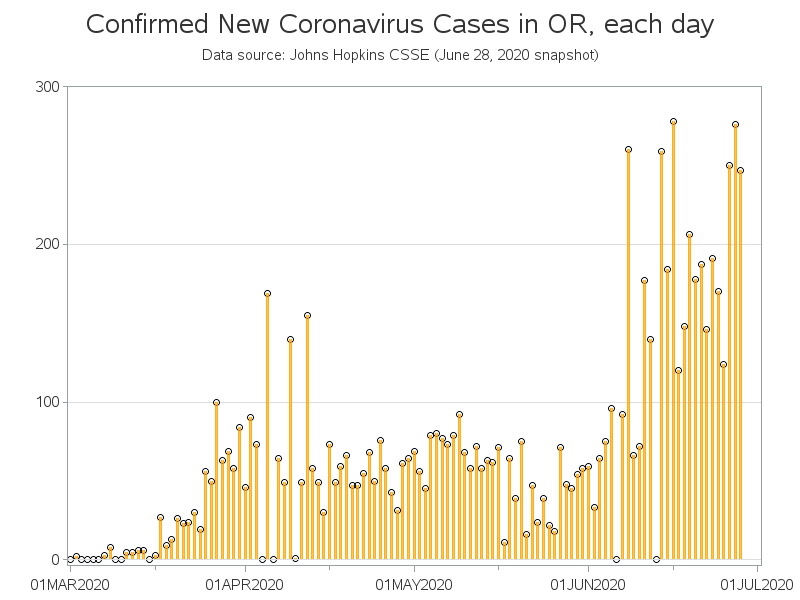 Confirmed New Coronavirus Cases in OR, each day
Data source: Johns Hopkins CSSE (June 28, 2020 snapshot)
300
200
100
0
01MAR2020 01APR2020 01MAY2020 01JUN2020 01JUL2020